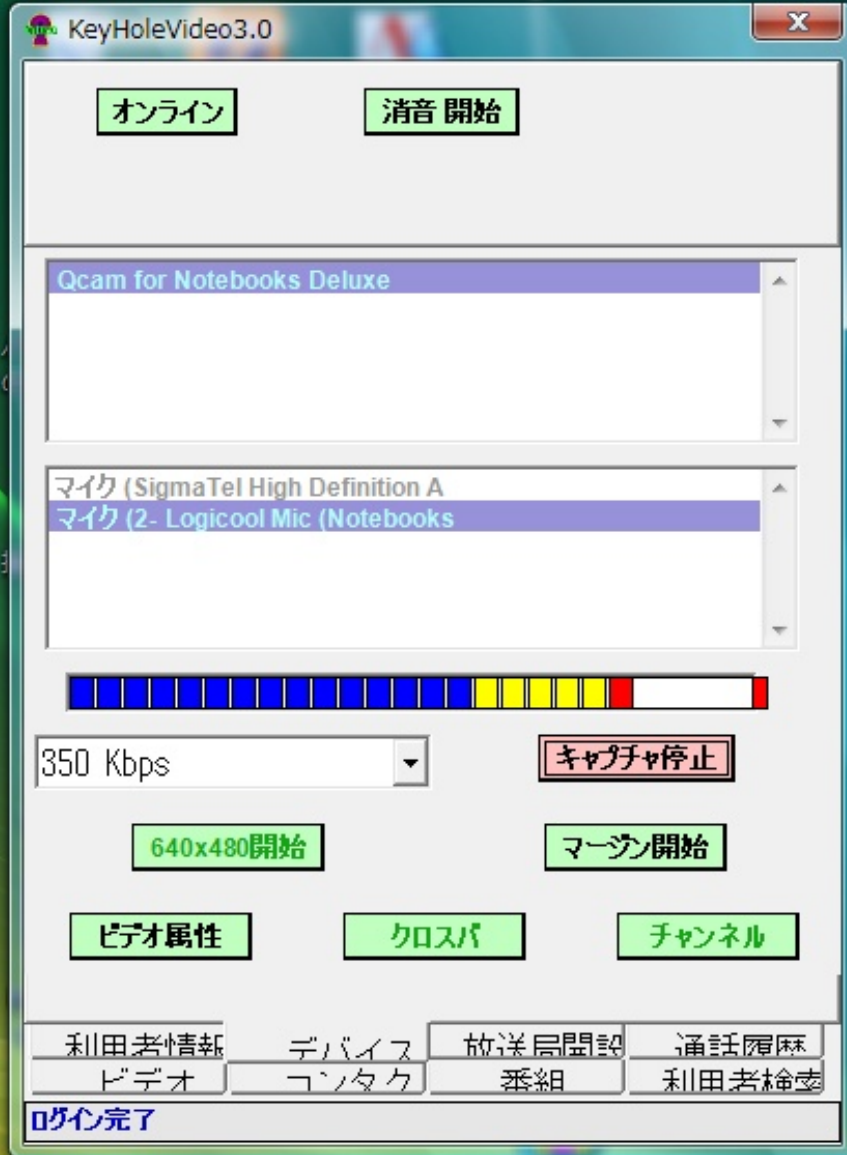 KeyHoleVideo3.0
オンライン
消音 開始
Qcam for Notebooks Deluxe
マイク (SigmaTel High Definition A
マイク (2- Logicool Mic (Notebooks
350 Kbps
キャプチャ停止
640x480開始
マージン開始
ビデオ属性
クロスバ
チャンネル
利用者情報
デバイス
放送局開設
通話履歴
ビデオ
コンタク
番組
利用者検索
ログイン完了